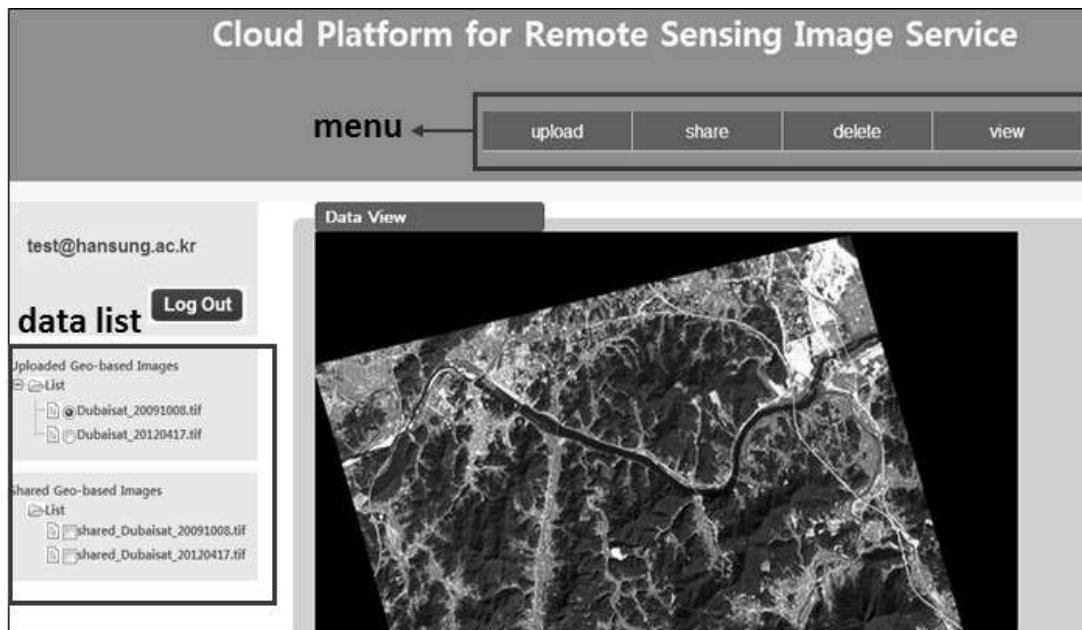 Cloud Platform for Remote Sensing Image Service
menu
upload share delete view
Data View
test@hansung.ac.kr
Log Out
data list
Uploaded Geo-based Images
List
Dubaisat_20091008.tif
Dubaisat_20120417.tif
Shared Geo-based Images
List
shared_Dubaisat_20091008.tif
shared_Dubaisat_20120417.tif